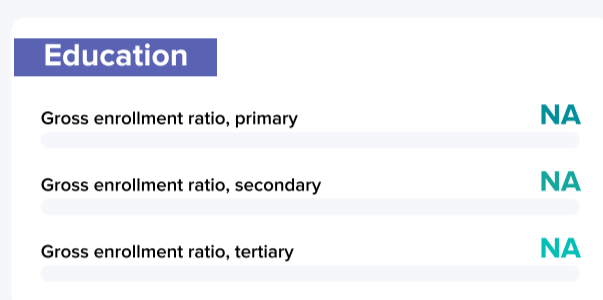 Education
Gross enrollment ratio, primary NA
Gross enrollment ratio, secondary NA
Gross enrollment ratio, tertiary NA